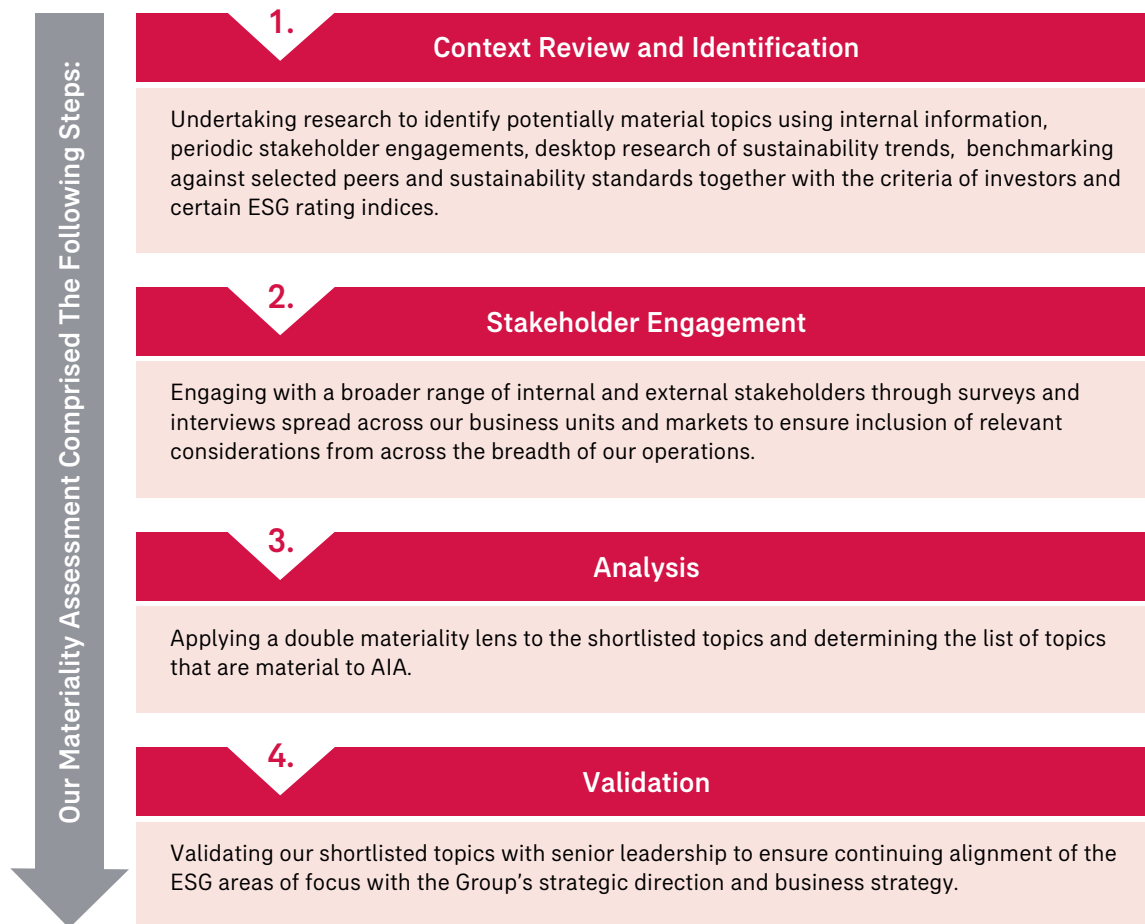 Our Materiality Assessment Comprised The Following Steps:
1.
Context Review and Identification
Undertaking research to identify potentially material topics using internal information,
periodic stakeholder engagements, desktop research of sustainability trends, benchmarking
against selected peers and sustainability standards together with the criteria of investors and
certain ESG rating indices.
2.
Stakeholder Engagement
Engaging with a broader range of internal and external stakeholders through surveys and
interviews spread across our business units and markets to ensure inclusion of relevant
considerations from across the breadth of our operations.
3.
Analysis
Applying a double materiality lens to the shortlisted topics and determining the list of topics
that are material to AIA.
4.
Validation
Validating our shortlisted topics with senior leadership to ensure continuing alignment of the
ESG areas of focus with the Group's strategic direction and business strategy.